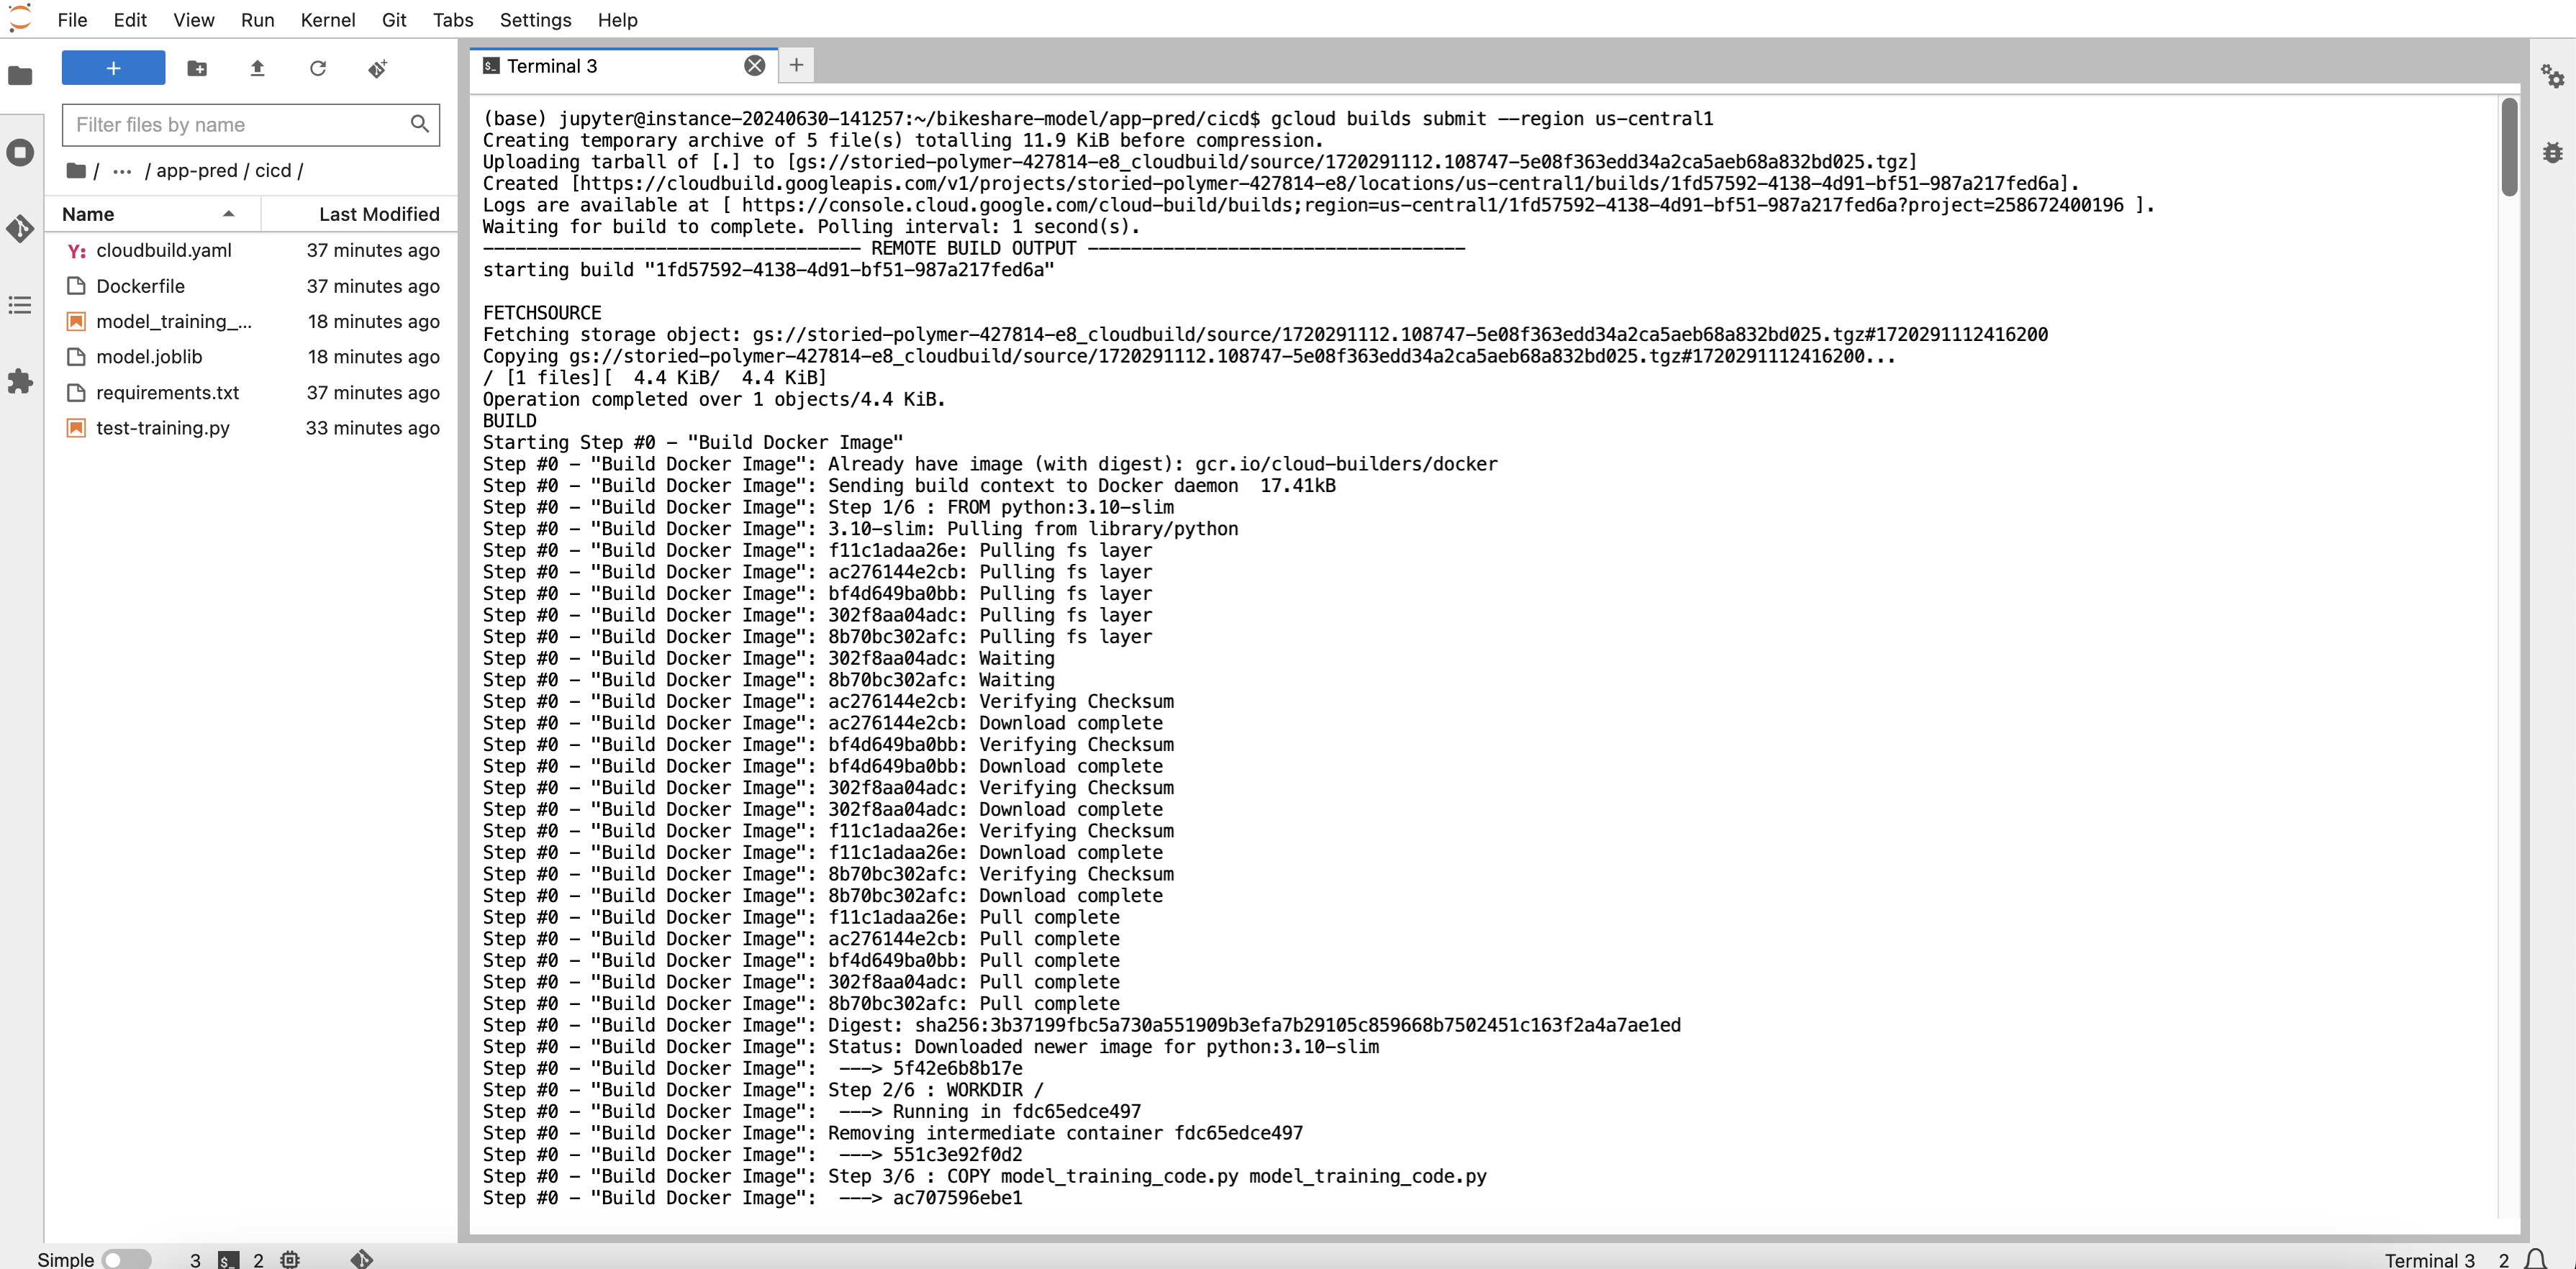 File Edit View Run Kernel Git Tabs Settings Help
+
Filter files by name
/ ··· / app-pred / cicd /
Name Last Modified
Y: cloudbuild.yaml 37 minutes ago
Dockerfile 37 minutes ago
model_training_... 18 minutes ago
model.joblib 18 minutes ago
requirements.txt 37 minutes ago
test-training.py 33 minutes ago
$_ Terminal 3 +
(base) jupyter@instance-20240630-141257:~/bikeshare-model/app-pred/cicd$ gcloud builds submit --region us-central1
Creating temporary archive of 5 file(s) totalling 11.9 KiB before compression.
Uploading tarball of [.] to [gs://storied-polymer-427814-e8_cloudbuild/source/1720291112.108747-5e08f363edd34a2ca5aeb68a832bd025.tgz]
Created [https://cloudbuild.googleapis.com/v1/projects/storied-polymer-427814-e8/locations/us-central1/builds/1fd57592-4138-4d91-bf51-987a217fed6a].
Logs are available at [ https://console.cloud.google.com/cloud-build/builds;region=us-central1/1fd57592-4138-4d91-bf51-987a217fed6a?project=258672400196 ].
Waiting for build to complete. Polling interval: 1 second(s).
----------------------------------- REMOTE BUILD OUTPUT -----------------------------------
starting build "1fd57592-4138-4d91-bf51-987a217fed6a"
FETCHSOURCE
Fetching storage object: gs://storied-polymer-427814-e8_cloudbuild/source/1720291112.108747-5e08f363edd34a2ca5aeb68a832bd025.tgz#1720291112416200
Copying gs://storied-polymer-427814-e8_cloudbuild/source/1720291112.108747-5e08f363edd34a2ca5aeb68a832bd025.tgz#1720291112416200...
/ [1 files][  4.4 KiB/  4.4 KiB]
Operation completed over 1 objects/4.4 KiB.
BUILD
Starting Step #0 - "Build Docker Image"
Step #0 - "Build Docker Image": Already have image (with digest): gcr.io/cloud-builders/docker
Step #0 - "Build Docker Image": Sending build context to Docker daemon  17.41kB
Step #0 - "Build Docker Image": Step 1/6 : FROM python:3.10-slim
Step #0 - "Build Docker Image": 3.10-slim: Pulling from library/python
Step #0 - "Build Docker Image": f11c1adaa26e: Pulling fs layer
Step #0 - "Build Docker Image": ac276144e2cb: Pulling fs layer
Step #0 - "Build Docker Image": bf4d649ba0bb: Pulling fs layer
Step #0 - "Build Docker Image": 302f8aa04adc: Pulling fs layer
Step #0 - "Build Docker Image": 8b70bc302afc: Pulling fs layer
Step #0 - "Build Docker Image": 302f8aa04adc: Waiting
Step #0 - "Build Docker Image": 8b70bc302afc: Waiting
Step #0 - "Build Docker Image": ac276144e2cb: Verifying Checksum
Step #0 - "Build Docker Image": ac276144e2cb: Download complete
Step #0 - "Build Docker Image": bf4d649ba0bb: Verifying Checksum
Step #0 - "Build Docker Image": bf4d649ba0bb: Download complete
Step #0 - "Build Docker Image": 302f8aa04adc: Verifying Checksum
Step #0 - "Build Docker Image": 302f8aa04adc: Download complete
Step #0 - "Build Docker Image": f11c1adaa26e: Verifying Checksum
Step #0 - "Build Docker Image": f11c1adaa26e: Download complete
Step #0 - "Build Docker Image": 8b70bc302afc: Verifying Checksum
Step #0 - "Build Docker Image": 8b70bc302afc: Download complete
Step #0 - "Build Docker Image": f11c1adaa26e: Pull complete
Step #0 - "Build Docker Image": ac276144e2cb: Pull complete
Step #0 - "Build Docker Image": bf4d649ba0bb: Pull complete
Step #0 - "Build Docker Image": 302f8aa04adc: Pull complete
Step #0 - "Build Docker Image": 8b70bc302afc: Pull complete
Step #0 - "Build Docker Image": Digest: sha256:3b37199fbc5a730a551909b3efa7b29105c859668b7502451c163f2a4a7ae1ed
Step #0 - "Build Docker Image": Status: Downloaded newer image for python:3.10-slim
Step #0 - "Build Docker Image":  ---> 5f42e6b8b17e
Step #0 - "Build Docker Image": Step 2/6 : WORKDIR /
Step #0 - "Build Docker Image":  ---> Running in fdc65edce497
Step #0 - "Build Docker Image": Removing intermediate container fdc65edce497
Step #0 - "Build Docker Image":  ---> 551c3e92f0d2
Step #0 - "Build Docker Image": Step 3/6 : COPY model_training_code.py model_training_code.py
Step #0 - "Build Docker Image":  ---> ac707596ebe1
Simple 3 $_ 2 Terminal 3 2